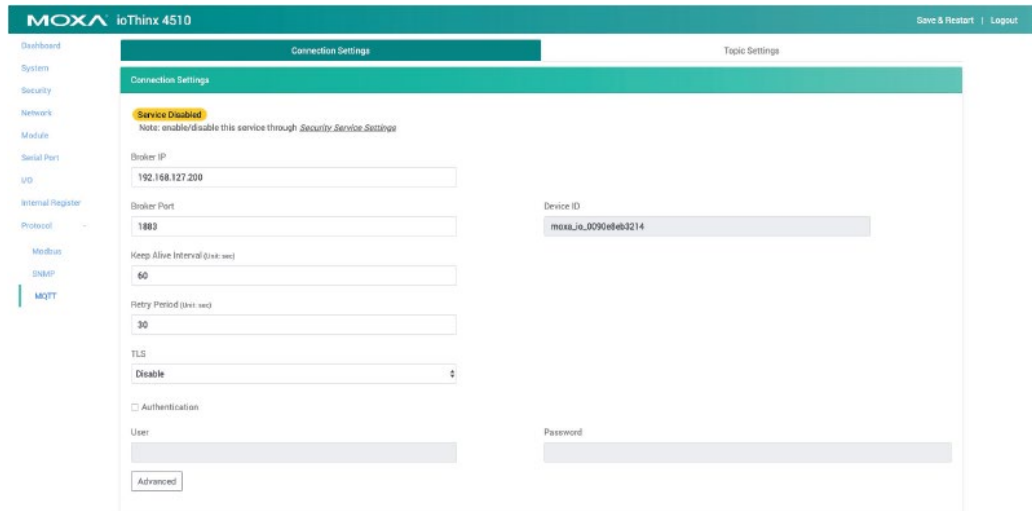 MOXA ioThinx 4510
Save & Restart | Logout
Dashboard
System
Security
Network
Module
Serial Port
I/O
Internal Register
Protocol -
Modbus
SNMP
MQTT
Connection Settings
Topic Settings
Connection Settings
Service Disabled
Note: enable/disable this service through Security Service Settings
Broker IP
192.168.127.200
Broker Port
1883
Device ID
moxa_io_0090e8eb3214
Keep Alive Interval (Unit: sec)
60
Retry Period (Unit: sec)
30
TLS
Disable
Authentication
User
Password
Advanced